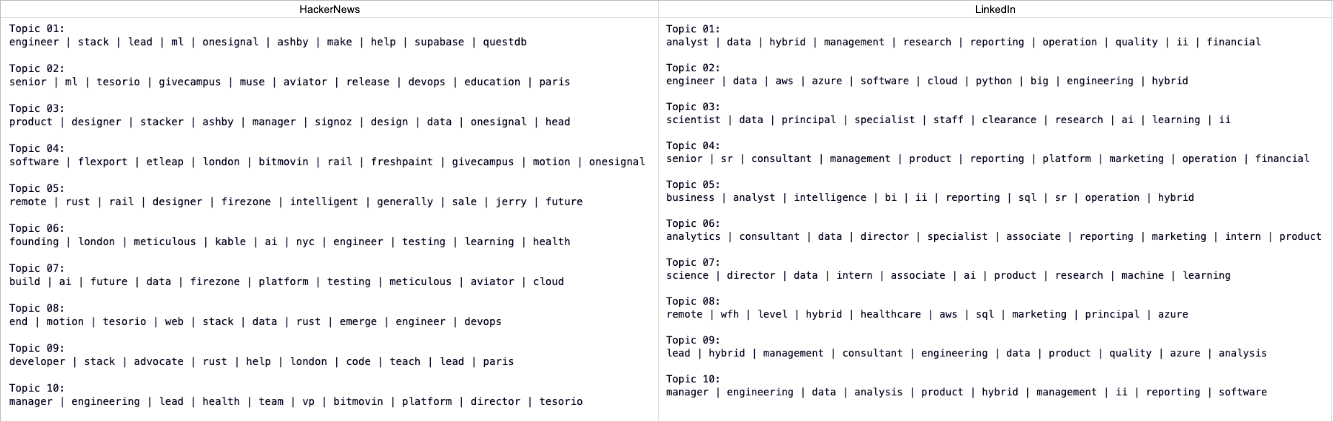 HackerNews
Topic 01:
engineer | stack | lead | ml | onesignal | ashby | make | help | supabase | questdb
Topic 02:
senior | ml | tesorio | givecampus | muse | aviator | release | devops | education | paris
Topic 03:
product | designer | stacker | ashby | manager | signoz | design | data | onesignal | head
Topic 04:
software | flexport | etleap | london | bitmovin | rail | freshpaint | givecampus | motion | onesignal
Topic 05:
remote | rust | rail | designer | firezone | intelligent | generally | sale | jerry | future
Topic 06:
founding | london | meticulous | kable | ai | nyc | engineer | testing | learning | health
Topic 07:
build | ai | future | data | firezone | platform | testing | meticulous | aviator | cloud
Topic 08:
end | motion | tesorio | web | stack | data | rust | emerge | engineer | devops
Topic 09:
developer | stack | advocate | rust | help | london | code | teach | lead | paris
Topic 10:
manager | engineering | lead | health | team | vp | bitmovin | platform | director | tesorio
LinkedIn
Topic 01:
analyst | data | hybrid | management | research | reporting | operation | quality | ii | financial
Topic 02:
engineer | data | aws | azure | software | cloud | python | big | engineering | hybrid
Topic 03:
scientist | data | principal | specialist | staff | clearance | research | ai | learning | ii
Topic 04:
senior | sr | consultant | management | product | reporting | platform | marketing | operation | financial
Topic 05:
business | analyst | intelligence | bi | ii | reporting | sql | sr | operation | hybrid
Topic 06:
analytics | consultant | data | director | specialist | associate | reporting | marketing | intern | product
Topic 07:
science | director | data | intern | associate | ai | product | research | machine | learning
Topic 08:
remote | wfh | level | hybrid | healthcare | aws | sql | marketing | principal | azure
Topic 09:
lead | hybrid | management | consultant | engineering | data | product | quality | azure | analysis
Topic 10:
manager | engineering | data | analysis | product | hybrid | management | ii | reporting | software